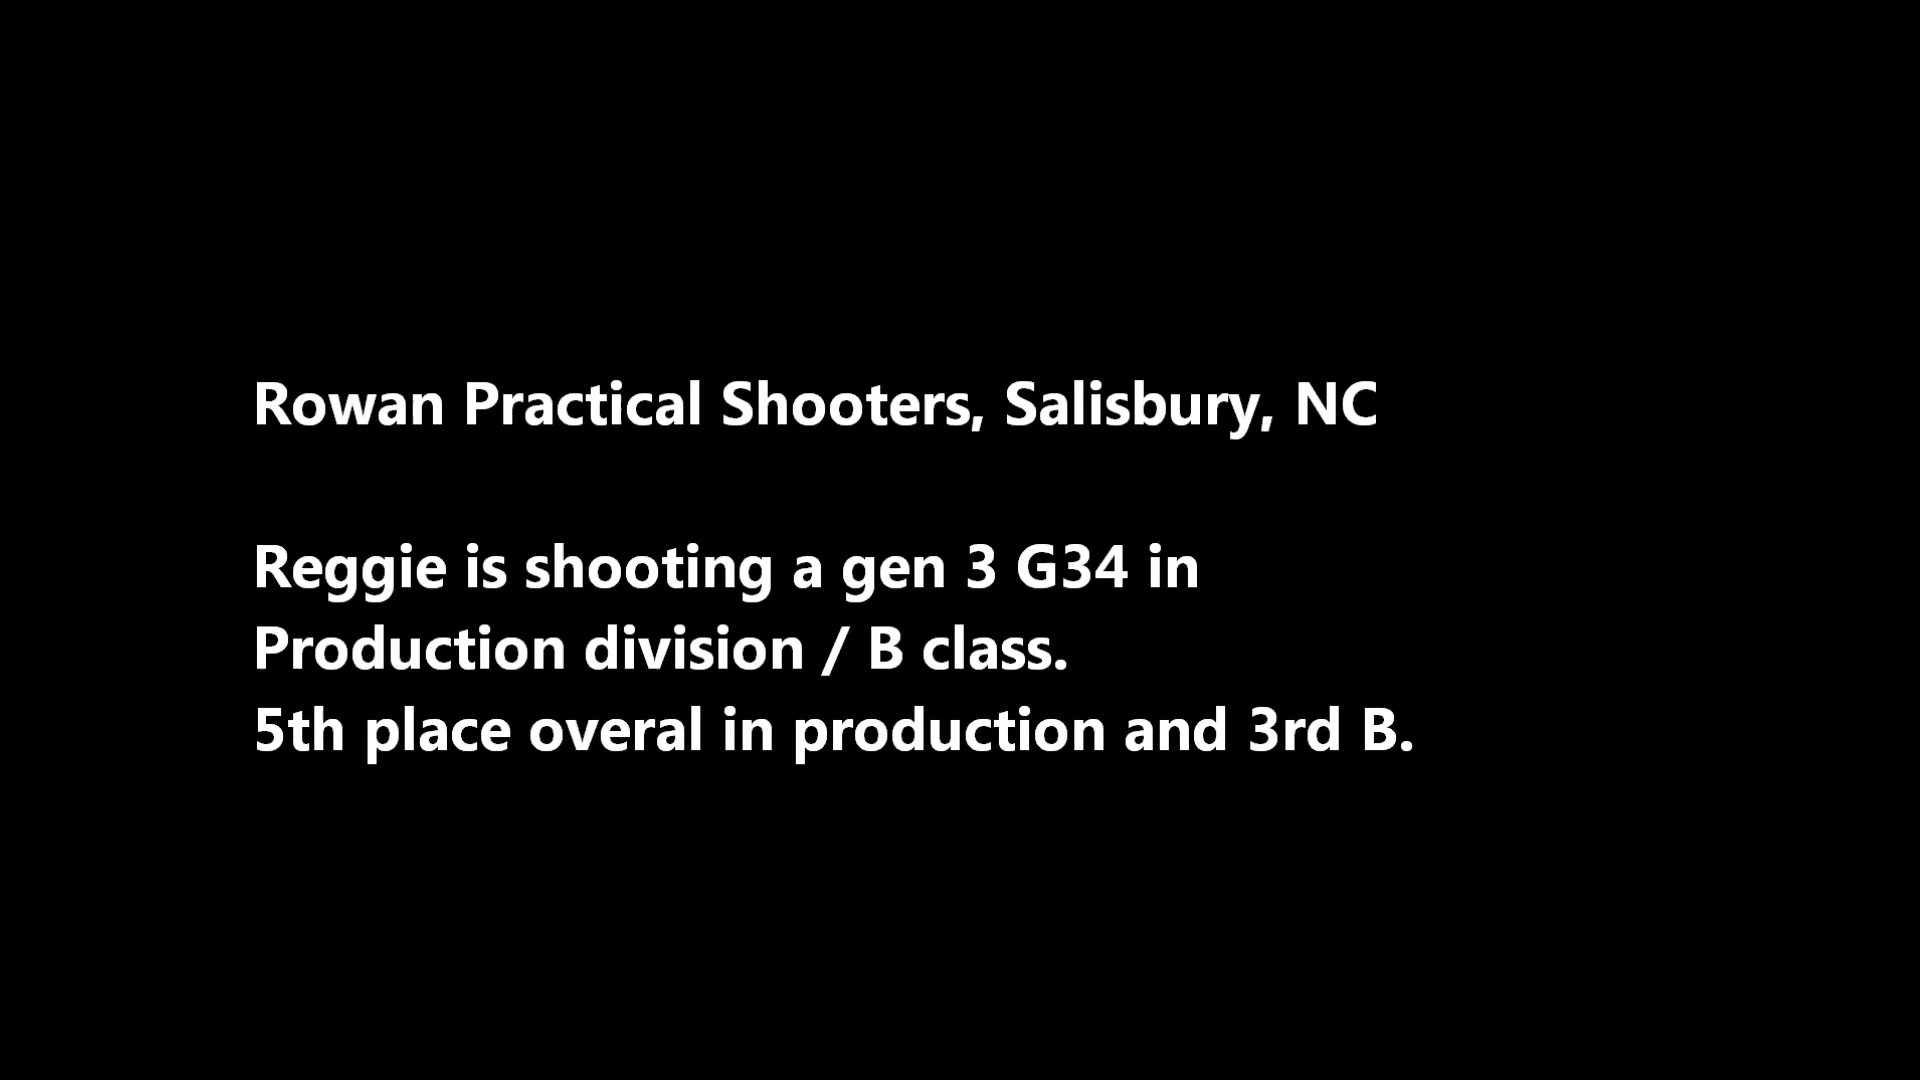 Rowan Practical Shooters, Salisbury, NC
Reggie is shooting a gen 3 G34 in
Production division / B class.
5th place overal in production and 3rd B.